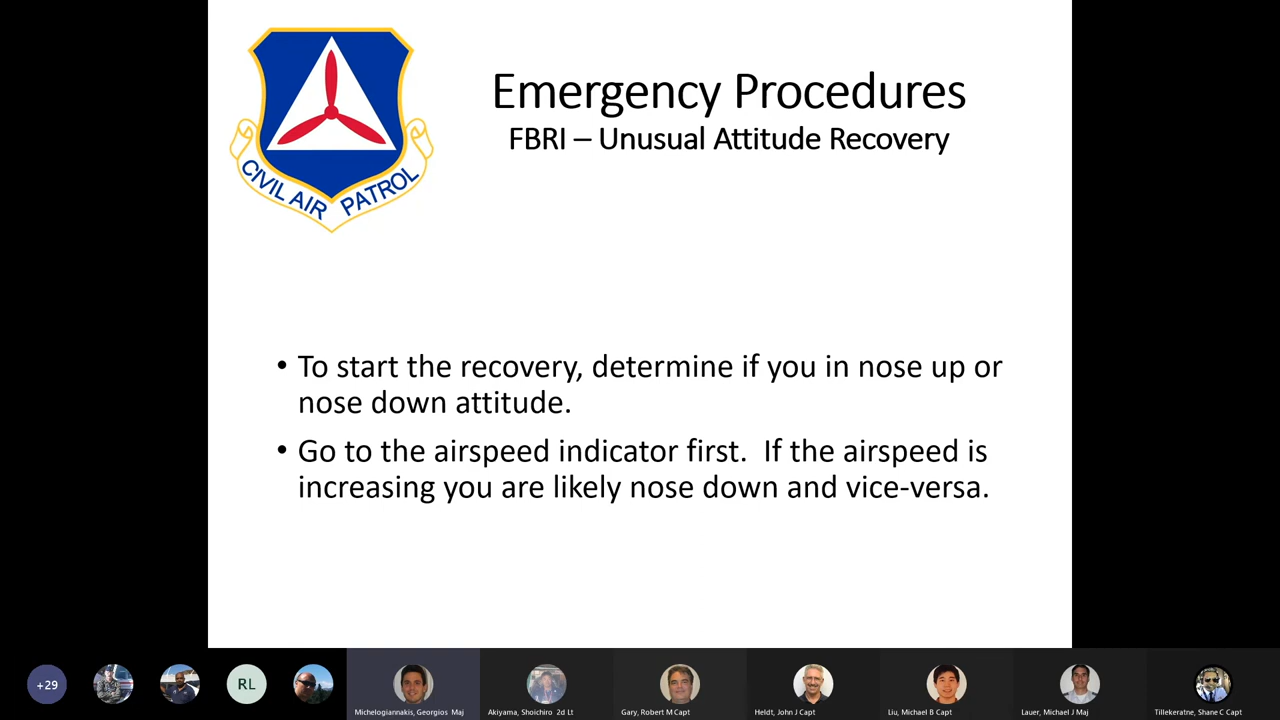 CIVIL AIR PATROL
Emergency Procedures
FBRI – Unusual Attitude Recovery
• To start the recovery, determine if you in nose up or
nose down attitude.
• Go to the airspeed indicator first.  If the airspeed is
increasing you are likely nose down and vice-versa.
+29
RL
Michelogiannakis, Georgios Maj
Akiyama, Shoichiro 2d Lt
Gary, Robert M Capt
Heldt, John J Capt
Liu, Michael B Capt
Lauer, Michael J Maj
Tillekeratne, Shane C Capt